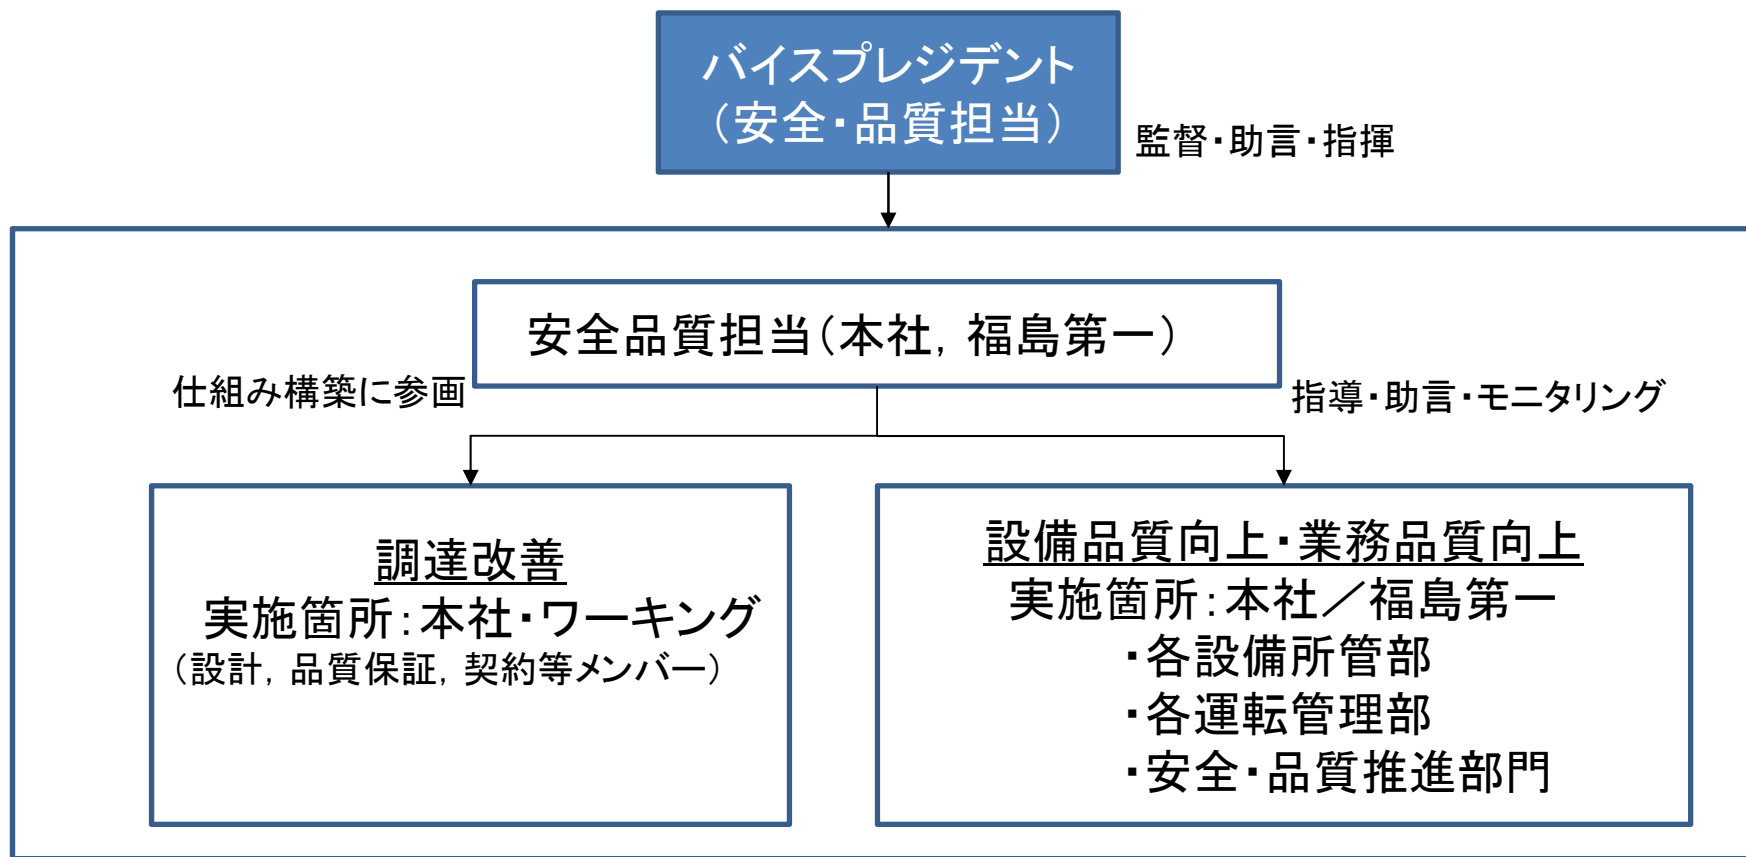 バイスプレジデント
（安全・品質担当）
監督・助言・指揮
安全品質担当（本社，福島第一）
仕組み構築に参画
指導・助言・モニタリング
調達改善
実施箇所：本社・ワーキング
（設計，品質保証，契約等メンバー）
設備品質向上・業務品質向上
実施箇所：本社／福島第一
・各設備所管部
・各運転管理部
・安全・品質推進部門